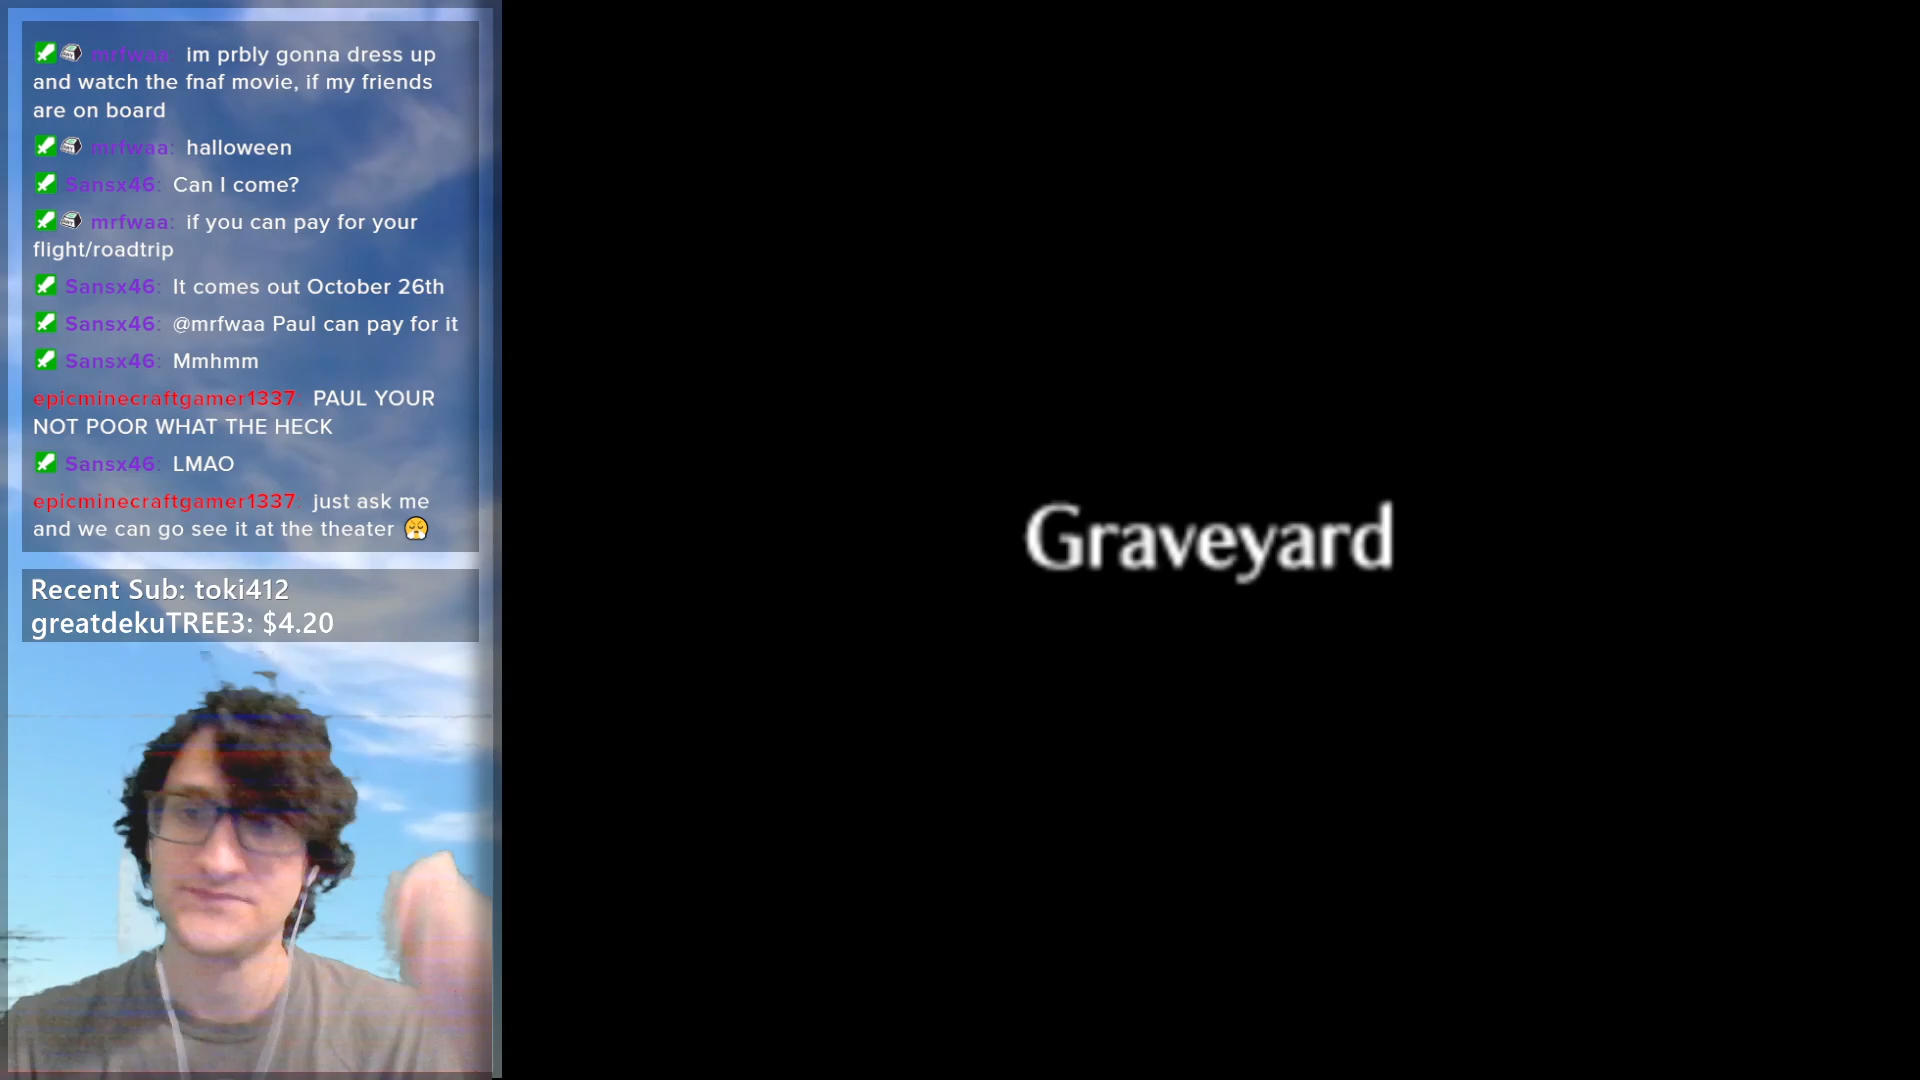 mrfwaa: im prbly gonna dress up
and watch the fnaf movie, if my friends
are on board
mrfwaa: halloween
Sansx46: Can I come?
mrfwaa: if you can pay for your
flight/roadtrip
Sansx46: It comes out October 26th
Sansx46: @mrfwaa Paul can pay for it
Sansx46: Mmhmm
epicminecraftgamer1337: PAUL YOUR
NOT POOR WHAT THE HECK
Sansx46: LMAO
epicminecraftgamer1337: just ask me
and we can go see it at the theater 😤
Recent Sub: toki412
greatdekuTREE3: $4.20
Graveyard